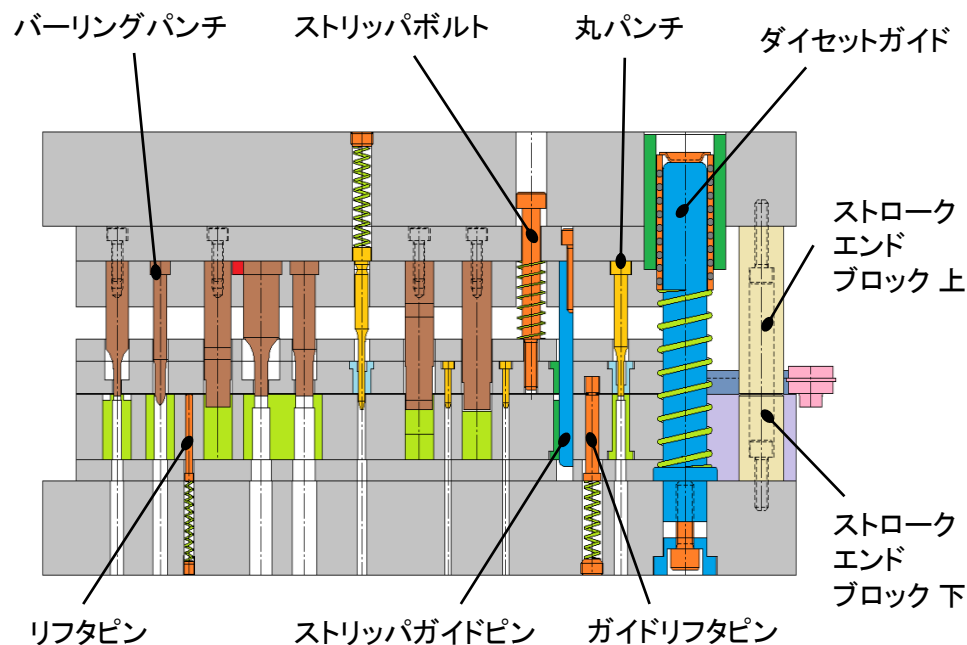 バーリングパンチ
ストリッパボルト
丸パンチ
ダイセットガイド
ストローク
エンド
ブロック 上
ストローク
エンド
ブロック 下
リフタピン
ストリッパガイドピン
ガイドリフタピン